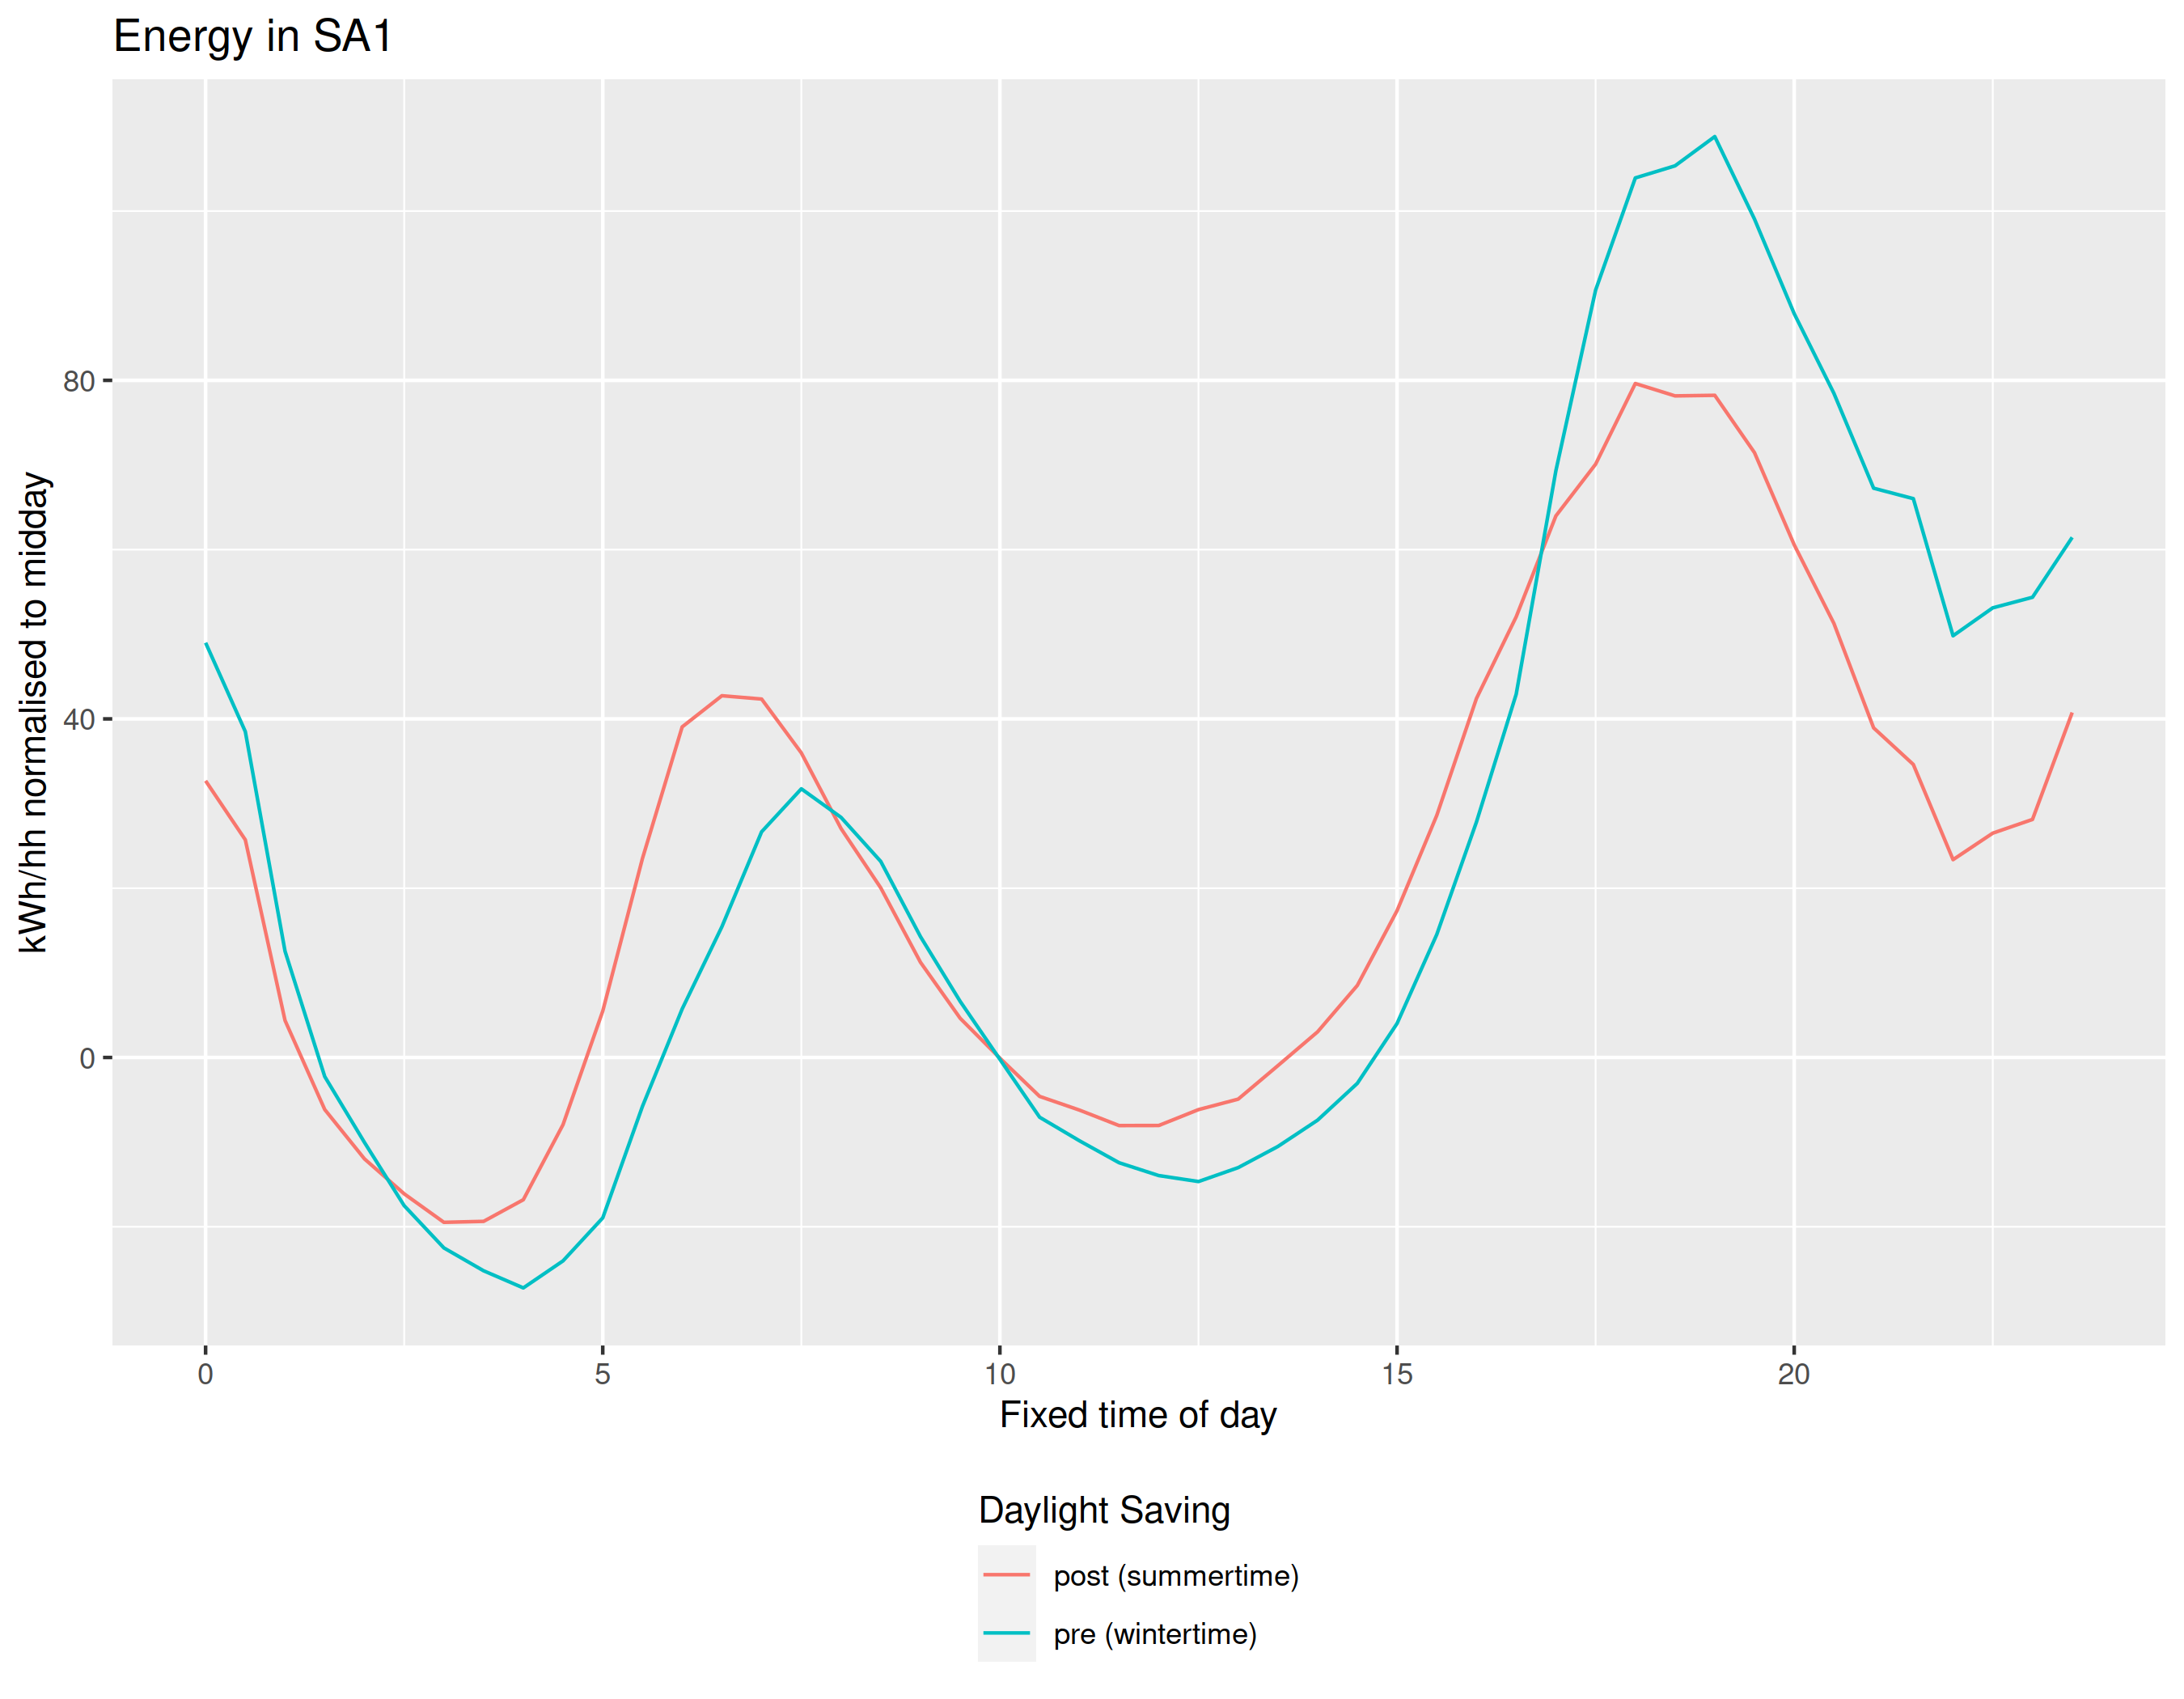 Energy in SA1
kWh/hh normalised to midday
80
40
0
0 5 10 15 20
Fixed time of day
Daylight Saving
post (summertime)
pre (wintertime)